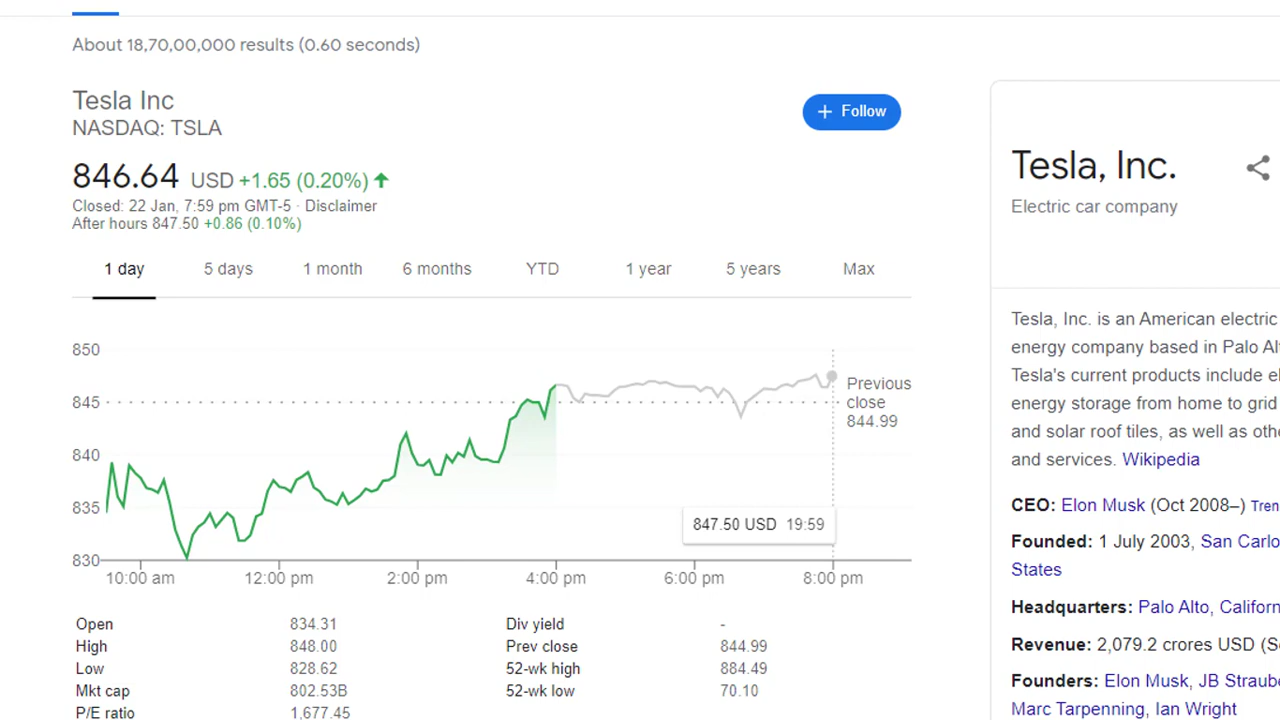 About 18,70,00,000 results (0.60 seconds)
Tesla Inc
NASDAQ: TSLA
+ Follow
846.64 USD +1.65 (0.20%)
Closed: 22 Jan, 7:59 pm GMT-5 · Disclaimer
After hours 847.50 +0.86 (0.10%)
1 day 5 days 1 month 6 months YTD 1 year 5 years Max
850
845
840
835
830
Previous
close
844.99
847.50 USD 19:59
10:00 am 12:00 pm 2:00 pm 4:00 pm 6:00 pm 8:00 pm
Open 834.31 Div yield -
High 848.00 Prev close 844.99
Low 828.62 52-wk high 884.49
Mkt cap 802.53B 52-wk low 70.10
P/E ratio 1,677.45
Tesla, Inc.
Electric car company
Tesla, Inc. is an American electric
energy company based in Palo Al
Tesla's current products include el
energy storage from home to grid
and solar roof tiles, as well as othe
and services. Wikipedia
CEO: Elon Musk (Oct 2008–) Tren
Founded: 1 July 2003, San Carlo
States
Headquarters: Palo Alto, Californ
Revenue: 2,079.2 crores USD (Se
Founders: Elon Musk, JB Straube
Marc Tarpenning, Ian Wright